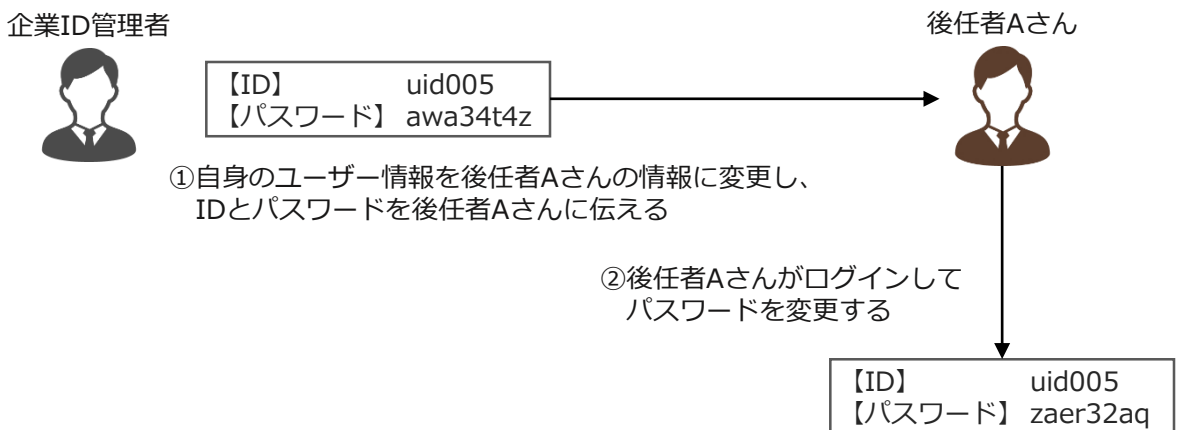 企業ID管理者
後任者Aさん
【ID】 uid005
【パスワード】 awa34t4z
①自身のユーザー情報を後任者Aさんの情報に変更し、
IDとパスワードを後任者Aさんに伝える
②後任者Aさんがログインして
パスワードを変更する
【ID】 uid005
【パスワード】 zaer32aq